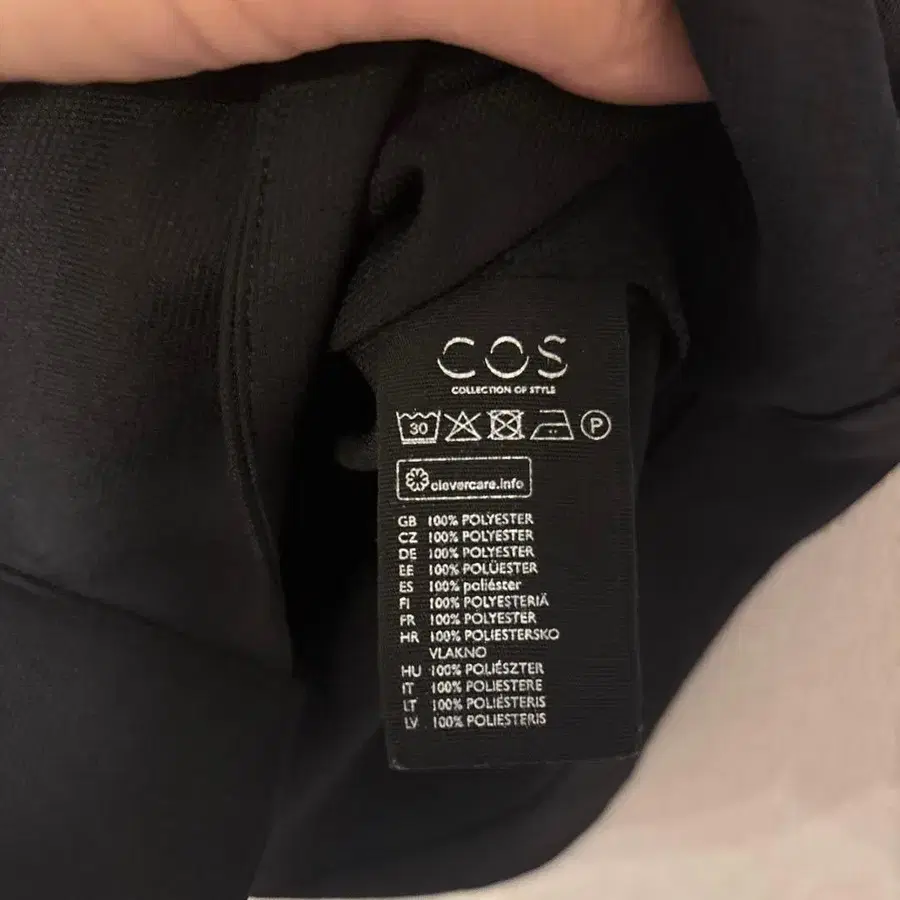 COS
COLLECTION OF STYLE
30 P
clevercare.info
GB 100% POLYESTER
CZ 100% POLYESTER
DE 100% POLYESTER
EE 100% POLÜESTER
ES 100% poliéster
FI 100% POLYESTERIÄ
FR 100% POLYESTER
HR 100% POLIESTERSKO
VLAKNO
HU 100% POLIÉSZTER
IT 100% POLIESTERE
LT 100% POLIESTERIS
LV 100% POLIESTERIS